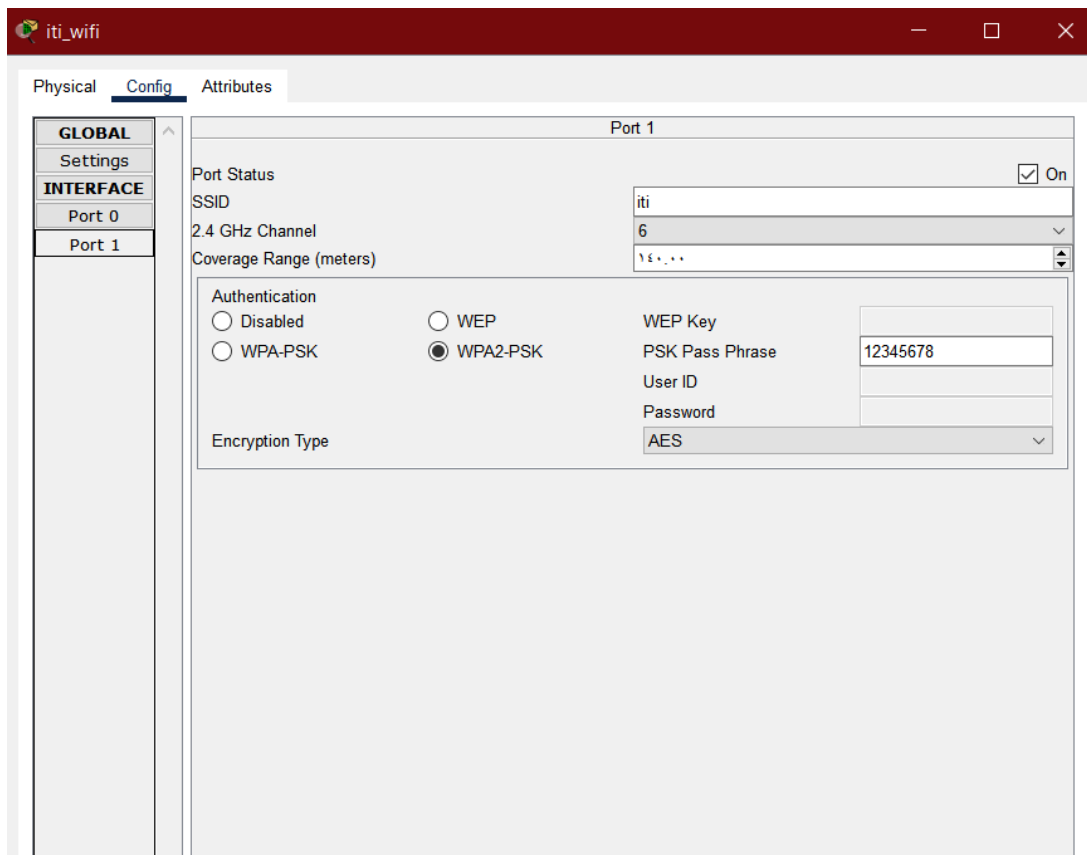 iti_wifi
Physical Config Attributes
GLOBAL
Settings
INTERFACE
Port 0
Port 1
Port 1
Port Status On
SSID iti
2.4 GHz Channel 6
Coverage Range (meters) ١٤٠.٠٠
Authentication
Disabled WEP WEP Key
WPA-PSK WPA2-PSK PSK Pass Phrase 12345678
User ID
Password
Encryption Type AES